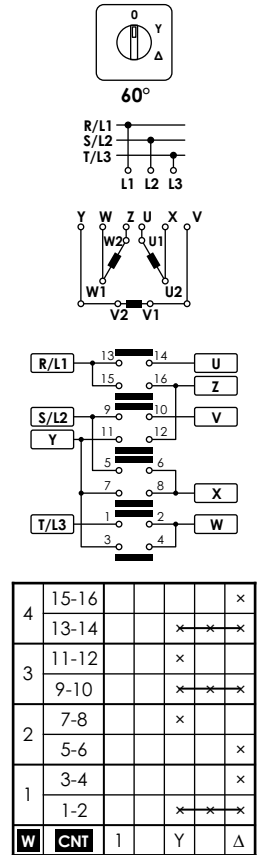 0
Y
Δ
60°
R/L1
S/L2
T/L3
L1 L2 L3
Y W Z U X V
W2 U1
W1 U2
V2 V1
R/L1 13 14 U
15 16 Z
S/L2 9 10 V
Y 11 12
5 6
7 8 X
T/L3 1 2 W
3 4
4 15-16 ×
13-14 × × ×
3 11-12 ×
9-10 × × ×
2 7-8 ×
5-6 ×
1 3-4 ×
1-2 × × ×
W CNT 1 Y Δ